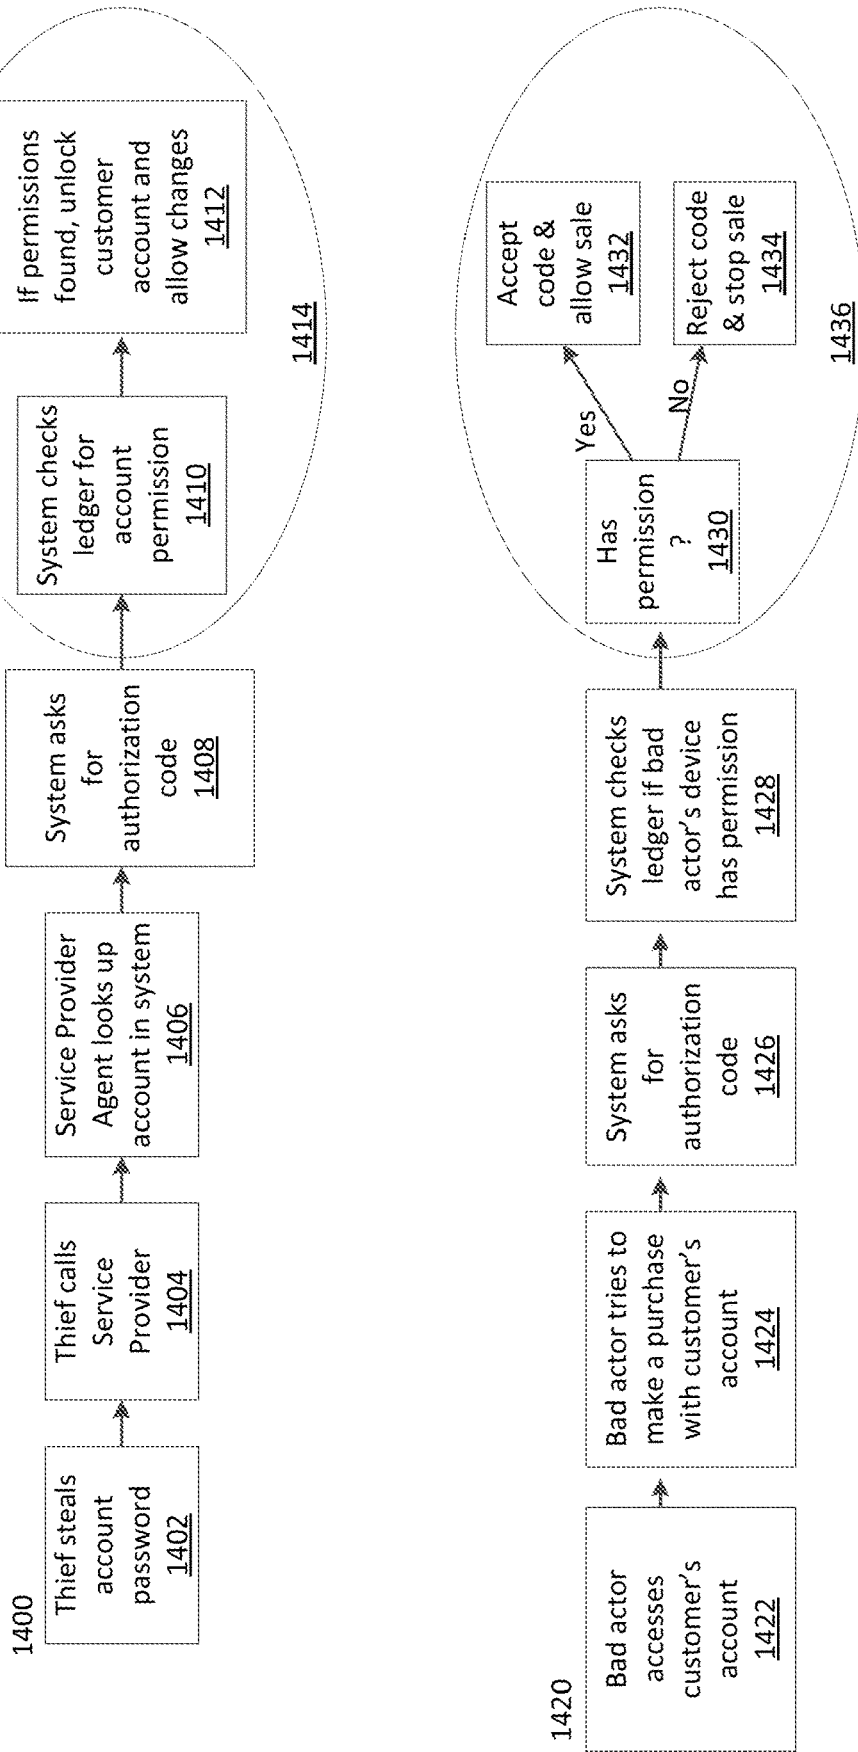 1400
Thief steals
account
password
1402
Thief calls
Service
Provider
1404
Service Provider
Agent looks up
account in system
1406
System asks
for
authorization
code
1408
System checks
ledger for
account
permission
1410
If permissions
found, unlock
customer
account and
allow changes
1412
1414
1420
Bad actor
accesses
customer's
account
1422
Bad actor tries to
make a purchase
with customer's
account
1424
System asks
for
authorization
code
1426
System checks
ledger if bad
actor's device
has permission
1428
Has
permission
?
1430
Yes
No
Accept
code &
allow sale
1432
Reject code
& stop sale
1434
1436